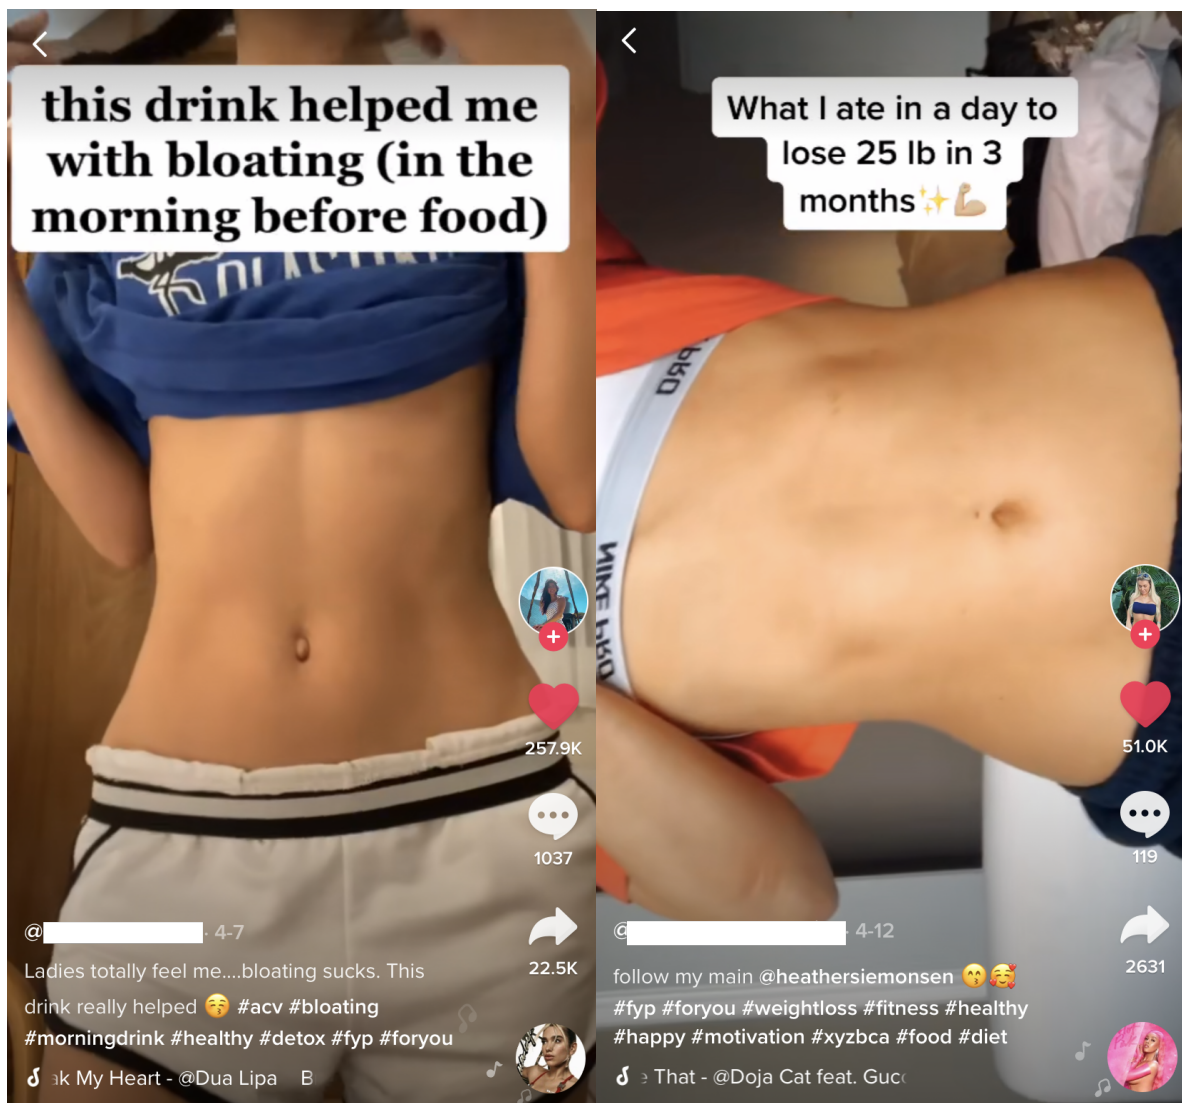 this drink helped me
with bloating (in the
morning before food)
@ · 4-7
Ladies totally feel me....bloating sucks. This
drink really helped 😚 #acv #bloating
#morningdrink #healthy #detox #fyp #foryou
ak My Heart - @Dua Lipa B
257.9K
1037
22.5K
What I ate in a day to
lose 25 lb in 3
months✨💪🏼
PRO
NIKE PRO
@ · 4-12
follow my main @heathersiemonsen 😙🥰
#fyp #foryou #weightloss #fitness #healthy
#happy #motivation #xyzbca #food #diet
e That - @Doja Cat feat. Guc
51.0K
119
2631